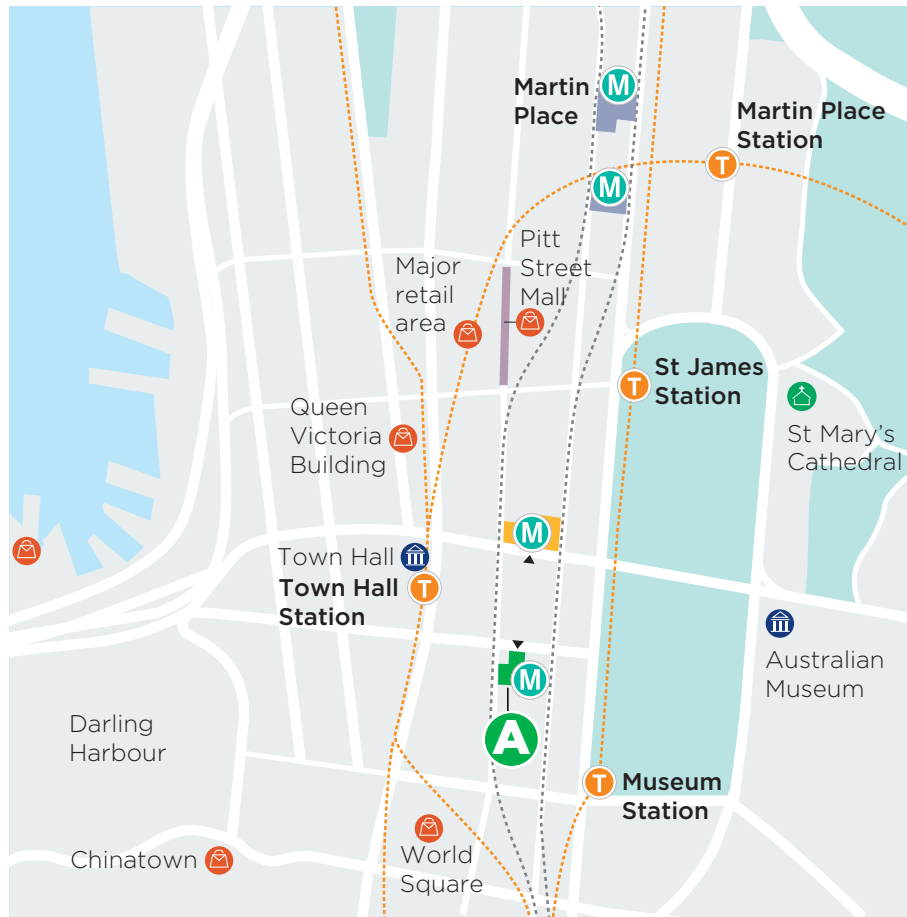 M
Martin
Place
Martin Place
Station
T
M
Pitt
Street
Mall
Major
retail
area
St James
Station
T
Queen
Victoria
Building
St Mary's
Cathedral
M
Town Hall
Town Hall
Station
T
M
Australian
Museum
Darling
Harbour
A
T
Museum
Station
Chinatown
World
Square